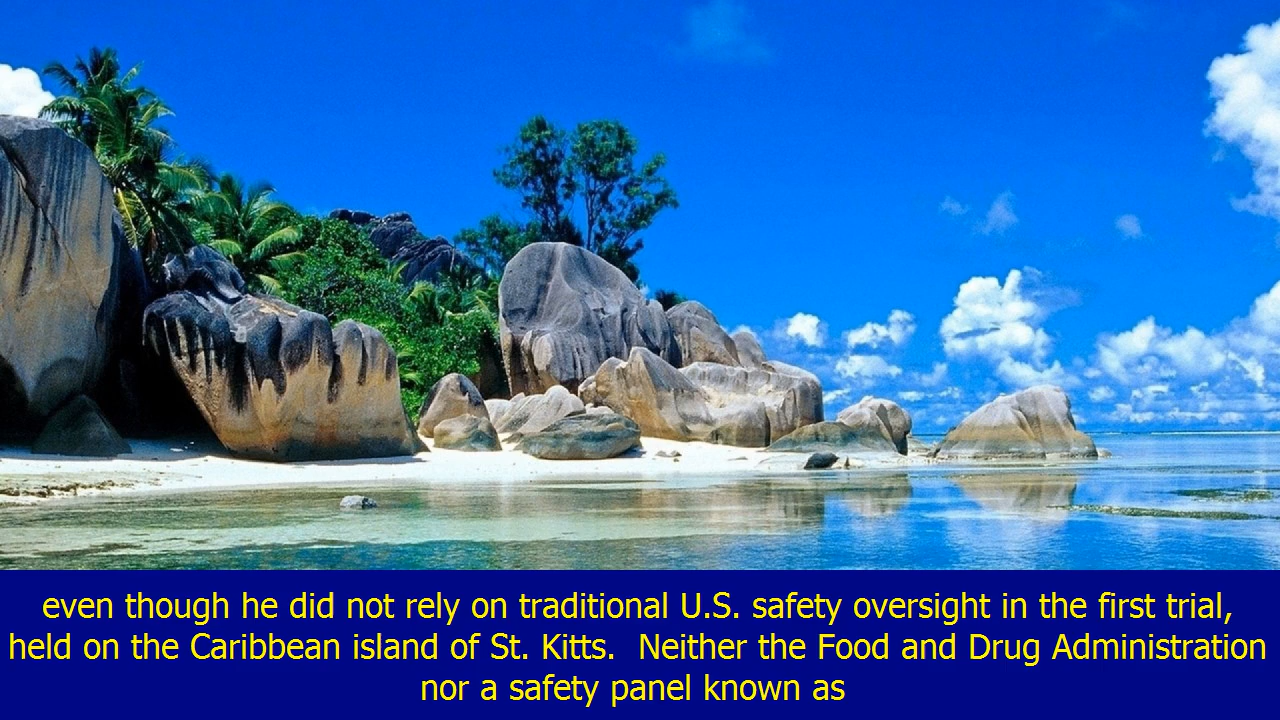 even though he did not rely on traditional U.S. safety oversight in the first trial,
held on the Caribbean island of St. Kitts.  Neither the Food and Drug Administration
nor a safety panel known as